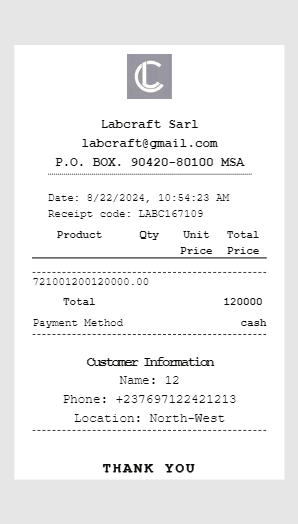 Labcraft Sarl
labcraft@gmail.com
P.O. BOX. 90420-80100 MSA
Date: 8/22/2024, 10:54:23 AM
Receipt code: LABC167109
Product Qty Unit Price Total Price
721001200120000.00
Total 120000
Payment Method cash
Customer Information
Name: 12
Phone: +237697122421213
Location: North-West
THANK YOU